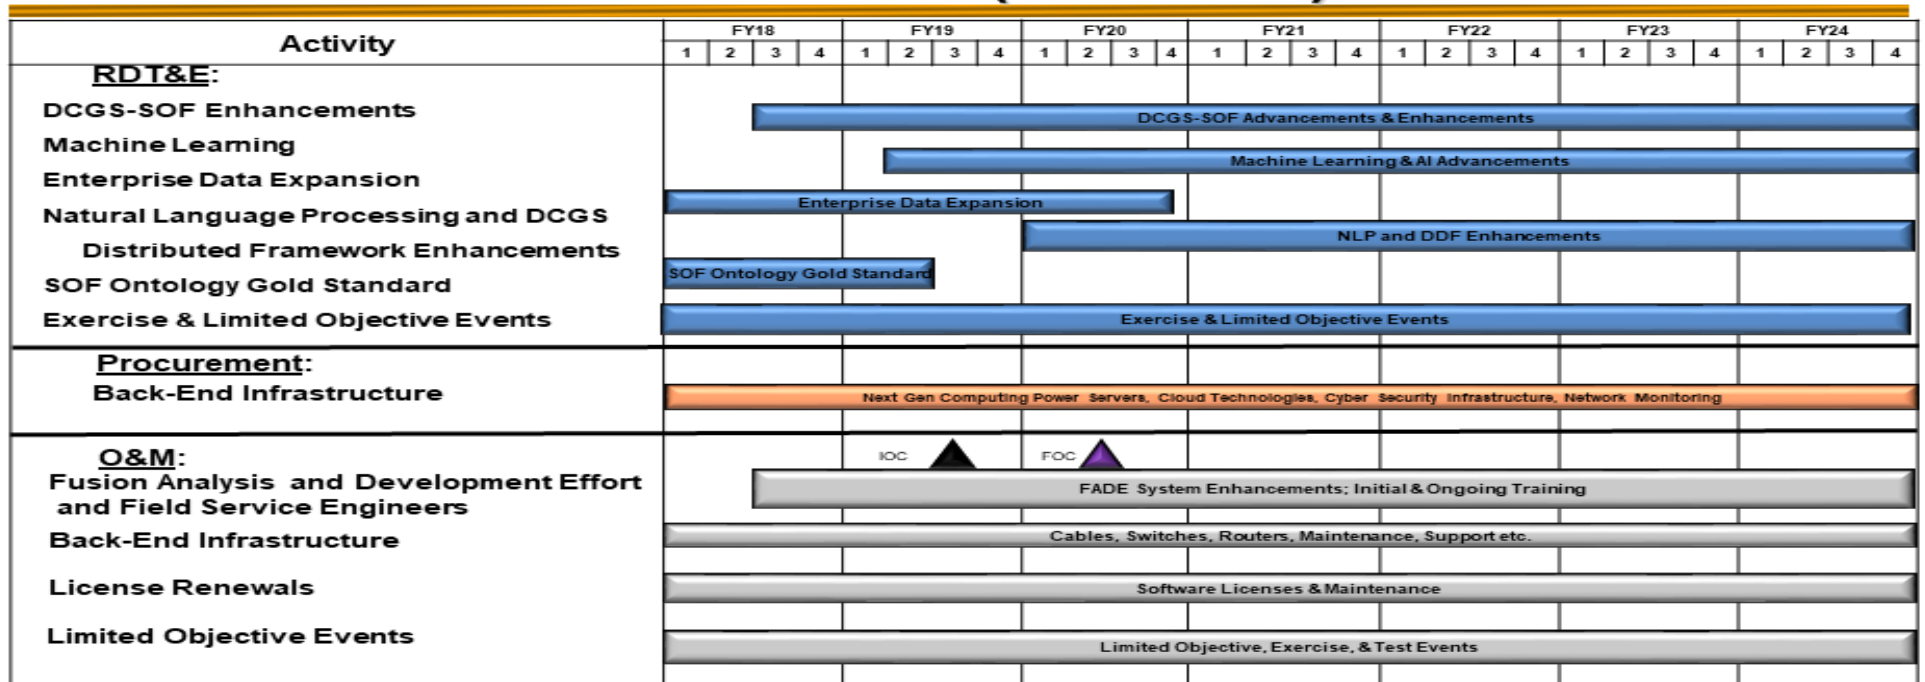 Activity
FY18 FY19 FY20 FY21 FY22 FY23 FY24
1 2 3 4 1 2 3 4 1 2 3 4 1 2 3 4 1 2 3 4 1 2 3 4 1 2 3 4
RDT&E:
DCGS-SOF Enhancements
DCGS-SOF Advancements & Enhancements
Machine Learning
Machine Learning & AI Advancements
Enterprise Data Expansion
Enterprise Data Expansion
Natural Language Processing and DCGS
Distributed Framework Enhancements
NLP and DDF Enhancements
SOF Ontology Gold Standard
SOF Ontology Gold Standard
Exercise & Limited Objective Events
Exercise & Limited Objective Events
Procurement:
Back-End Infrastructure
Next Gen Computing Power Servers, Cloud Technologies, Cyber Security Infrastructure, Network Monitoring
O&M:
IOC
FOC
Fusion Analysis and Development Effort
and Field Service Engineers
FADE System Enhancements; Initial & Ongoing Training
Back-End Infrastructure
Cables, Switches, Routers, Maintenance, Support etc.
License Renewals
Software Licenses & Maintenance
Limited Objective Events
Limited Objective, Exercise, & Test Events